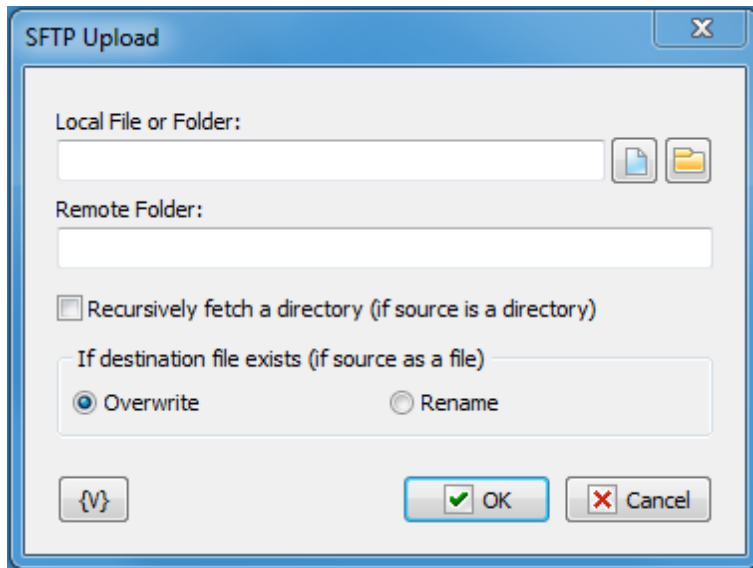 SFTP Upload
Local File or Folder:
Remote Folder:
Recursively fetch a directory (if source is a directory)
If destination file exists (if source as a file)
Overwrite Rename
{V} OK Cancel